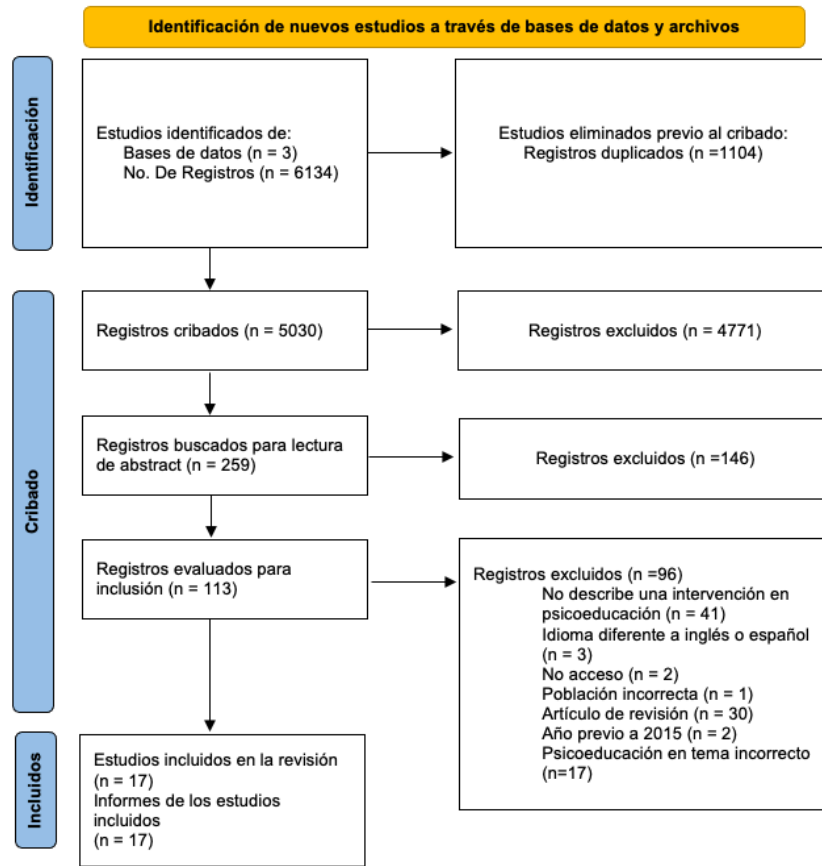 Identificación de nuevos estudios a través de bases de datos y archivos
Identificación
Estudios identificados de:
Bases de datos (n = 3)
No. De Registros (n = 6134)
Estudios eliminados previo al cribado:
Registros duplicados (n =1104)
Cribado
Registros cribados (n = 5030)
Registros excluidos (n = 4771)
Registros buscados para lectura
de abstract (n = 259)
Registros excluidos (n =146)
Registros evaluados para
inclusión (n = 113)
Registros excluidos (n =96)
No describe una intervención en
psicoeducación (n = 41)
Idioma diferente a inglés o español
(n = 3)
No acceso (n = 2)
Población incorrecta (n = 1)
Artículo de revisión (n = 30)
Año previo a 2015 (n = 2)
Psicoeducación en tema incorrecto
(n=17)
Incluidos
Estudios incluidos en la revisión
(n = 17)
Informes de los estudios
incluidos
(n = 17)